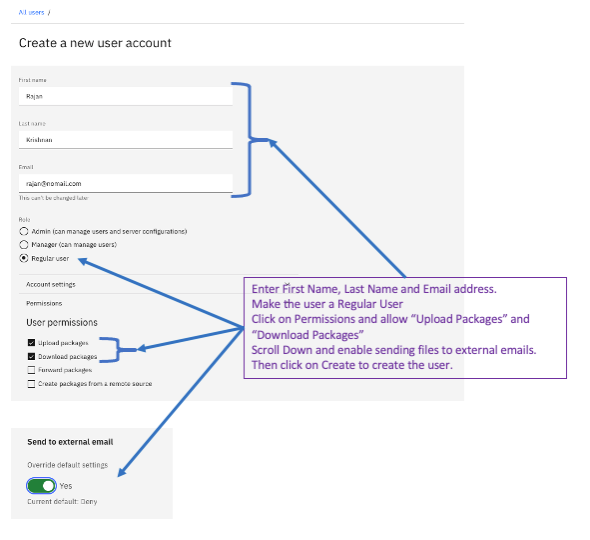 All users /
Create a new user account
First name
Rajan
Last name
Krishnan
Email
rajan@nomail.com
This can't be changed later
Role
Admin (can manage users and server configurations)
Manager (can manage users)
Regular user
Account settings
Permissions
User permissions
Upload packages
Download packages
Forward packages
Create packages from a remote source
Enter First Name, Last Name and Email address.
Make the user a Regular User
Click on Permissions and allow “Upload Packages” and
“Download Packages”
Scroll Down and enable sending files to external emails.
Then click on Create to create the user.
Send to external email
Override default settings
Yes
Current default: Deny